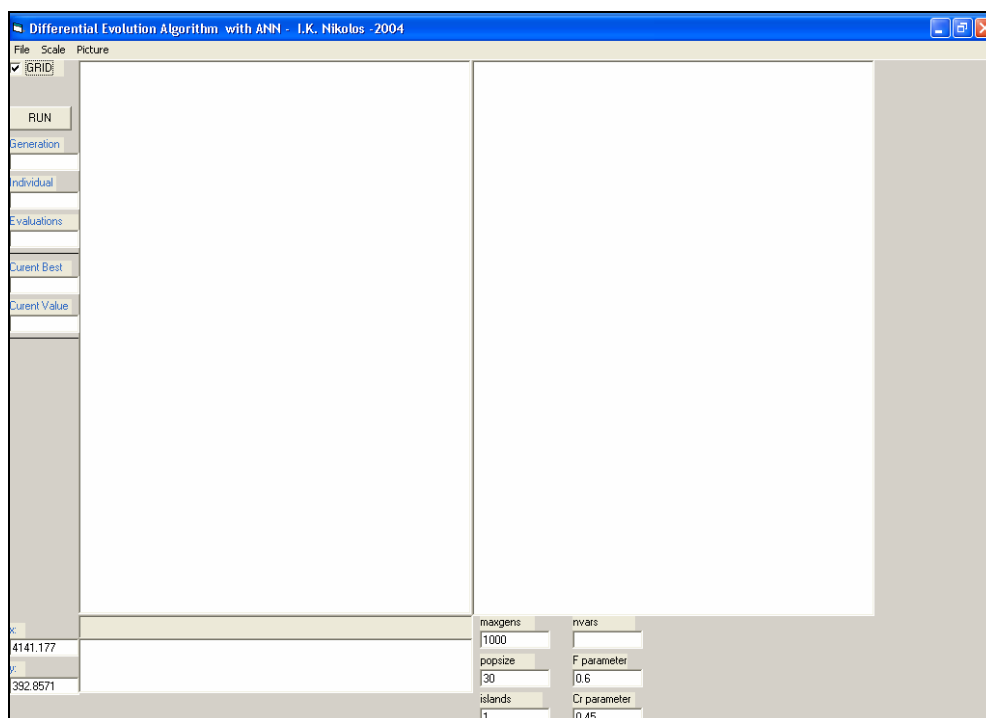 Differential Evolution Algorithm with ANN - I.K. Nikolos -2004
File Scale Picture
GRID
RUN
Generation
Individual
Evaluations
Curent Best
Curent Value
x:
4141.177
y:
392.8571
maxgens nvars
1000
popsize F parameter
30 0.6
islands Cr parameter
1 0.45